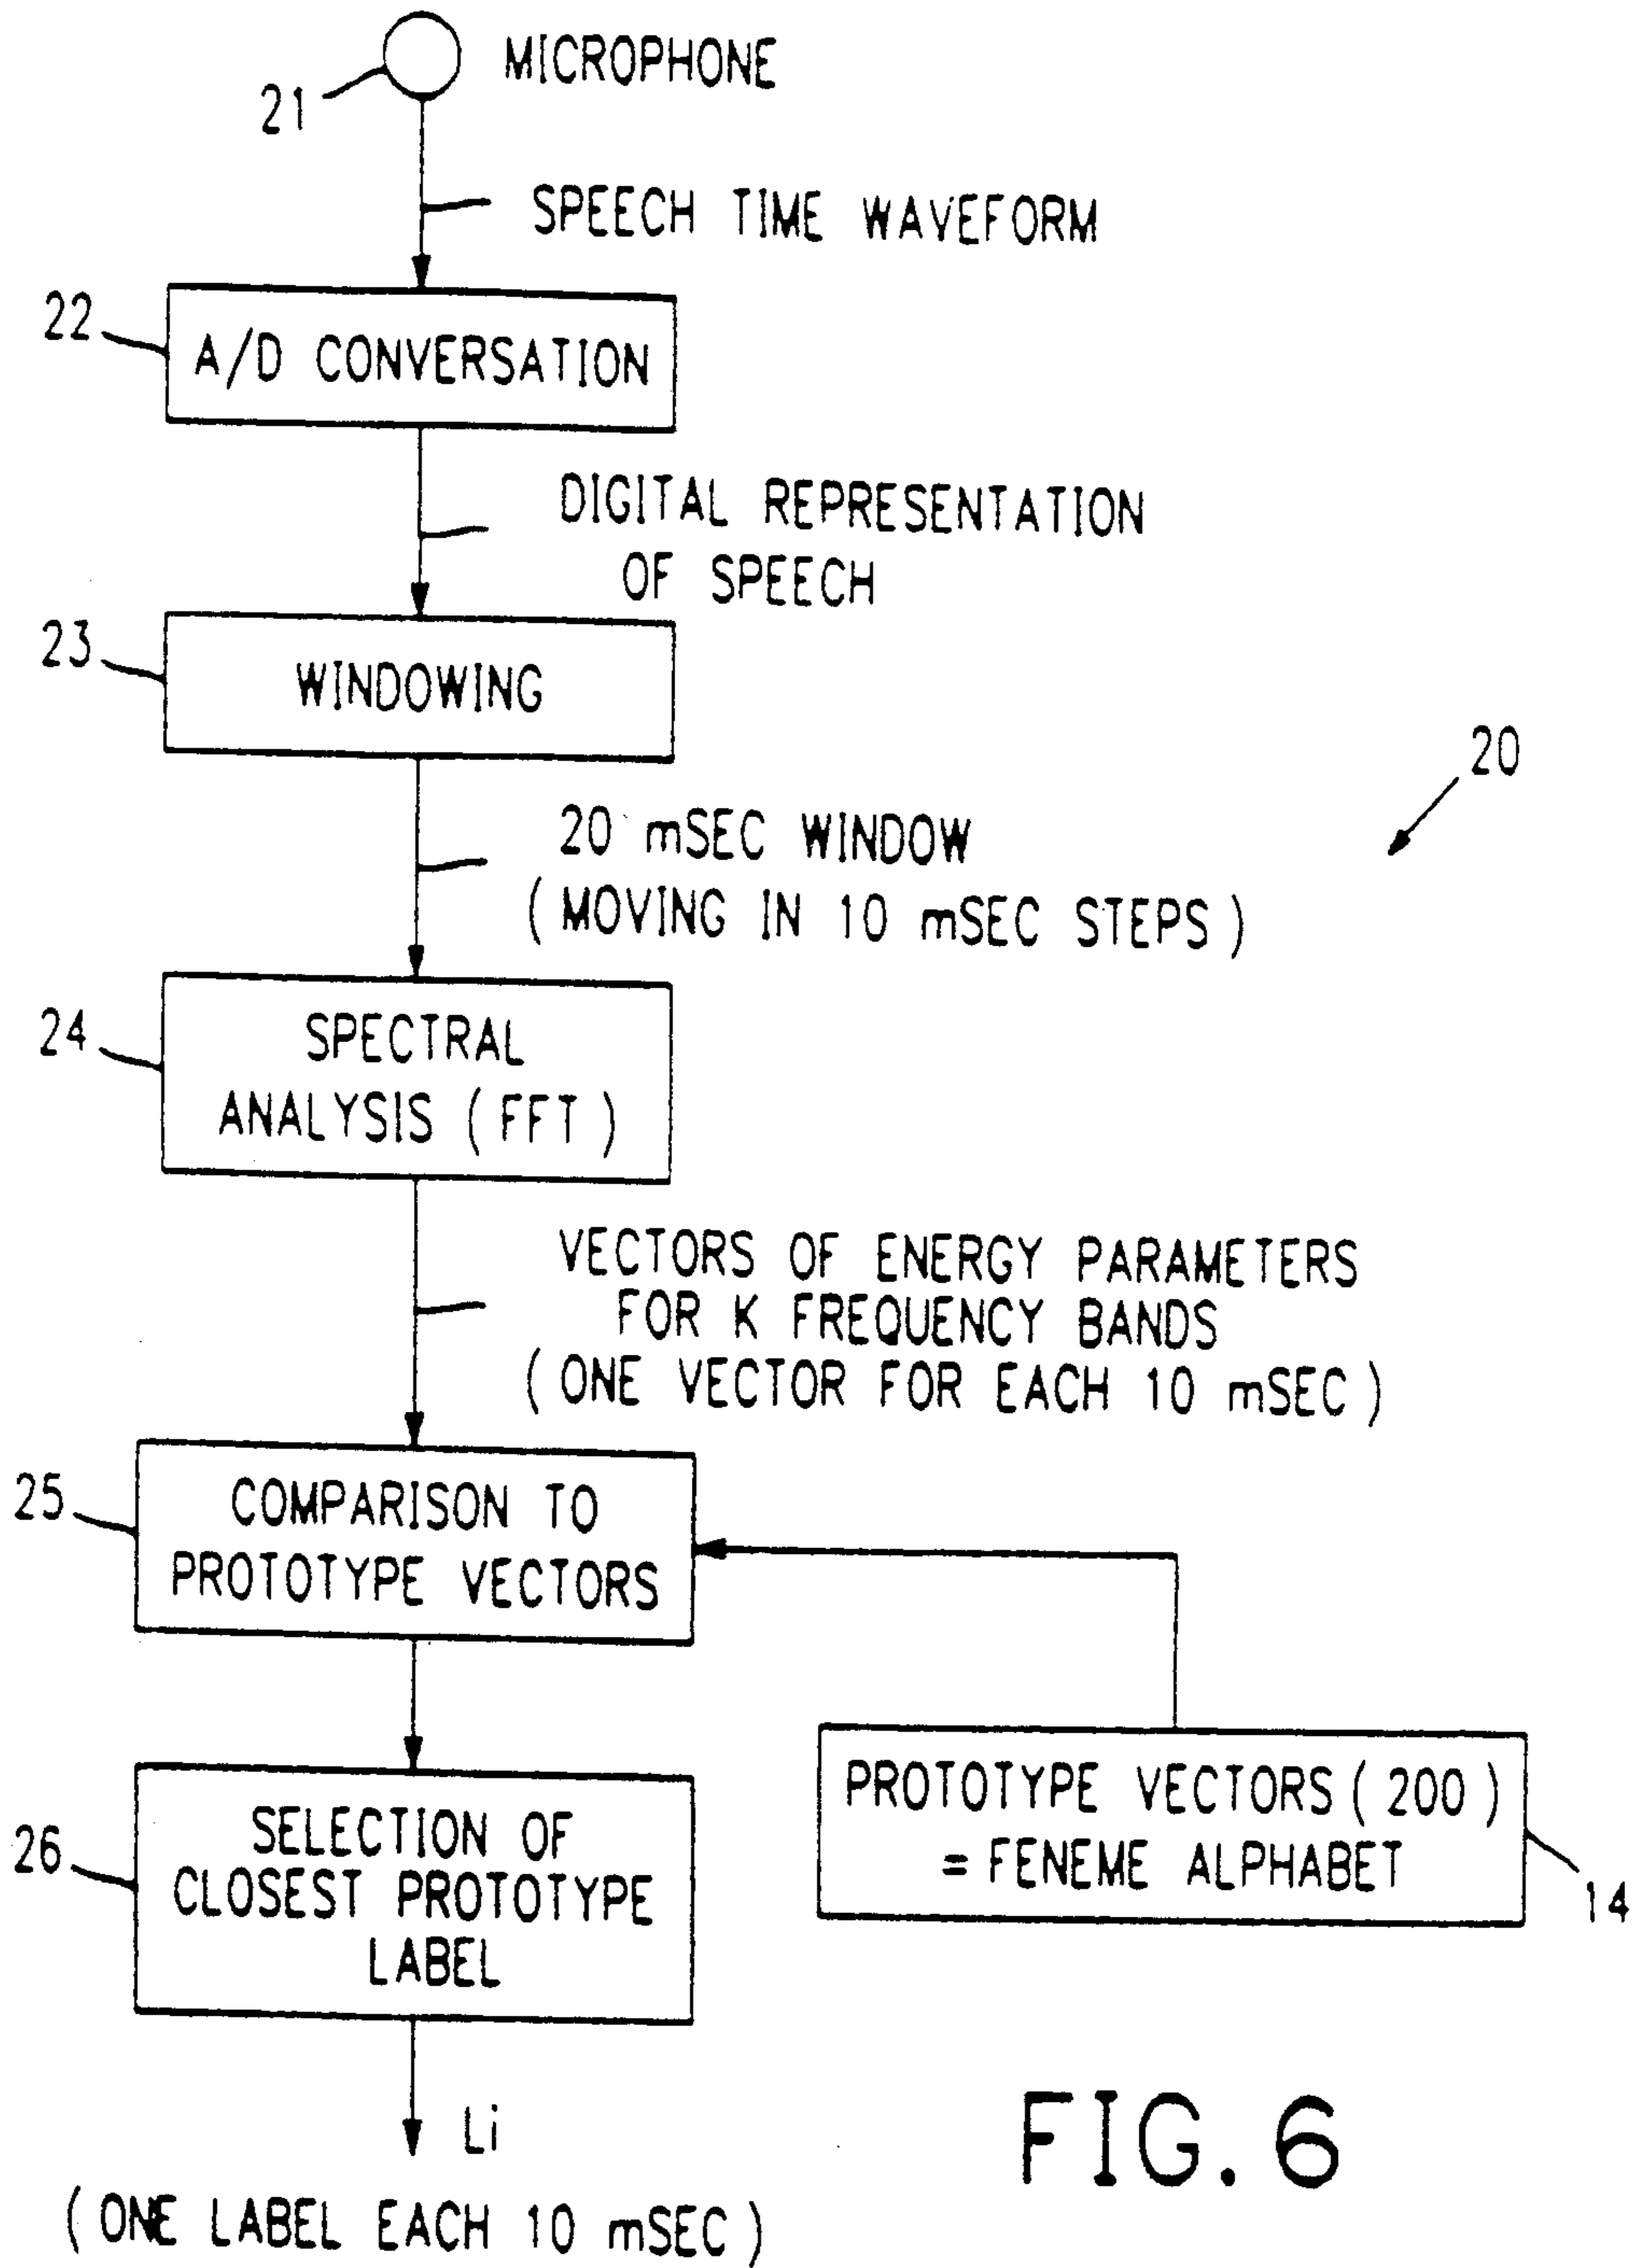 MICROPHONE
21
SPEECH TIME WAVEFORM
22
A/D CONVERSATION
DIGITAL REPRESENTATION
OF SPEECH
23
WINDOWING
20
20 mSEC WINDOW
( MOVING IN 10 mSEC STEPS )
24
SPECTRAL
ANALYSIS ( FFT )
VECTORS OF ENERGY PARAMETERS
FOR K FREQUENCY BANDS
( ONE VECTOR FOR EACH 10 mSEC )
25
COMPARISON TO
PROTOTYPE VECTORS
PROTOTYPE VECTORS ( 200 )
= FENEME ALPHABET
14
26
SELECTION OF
CLOSEST PROTOTYPE
LABEL
Li
( ONE LABEL EACH 10 mSEC )
FIG. 6